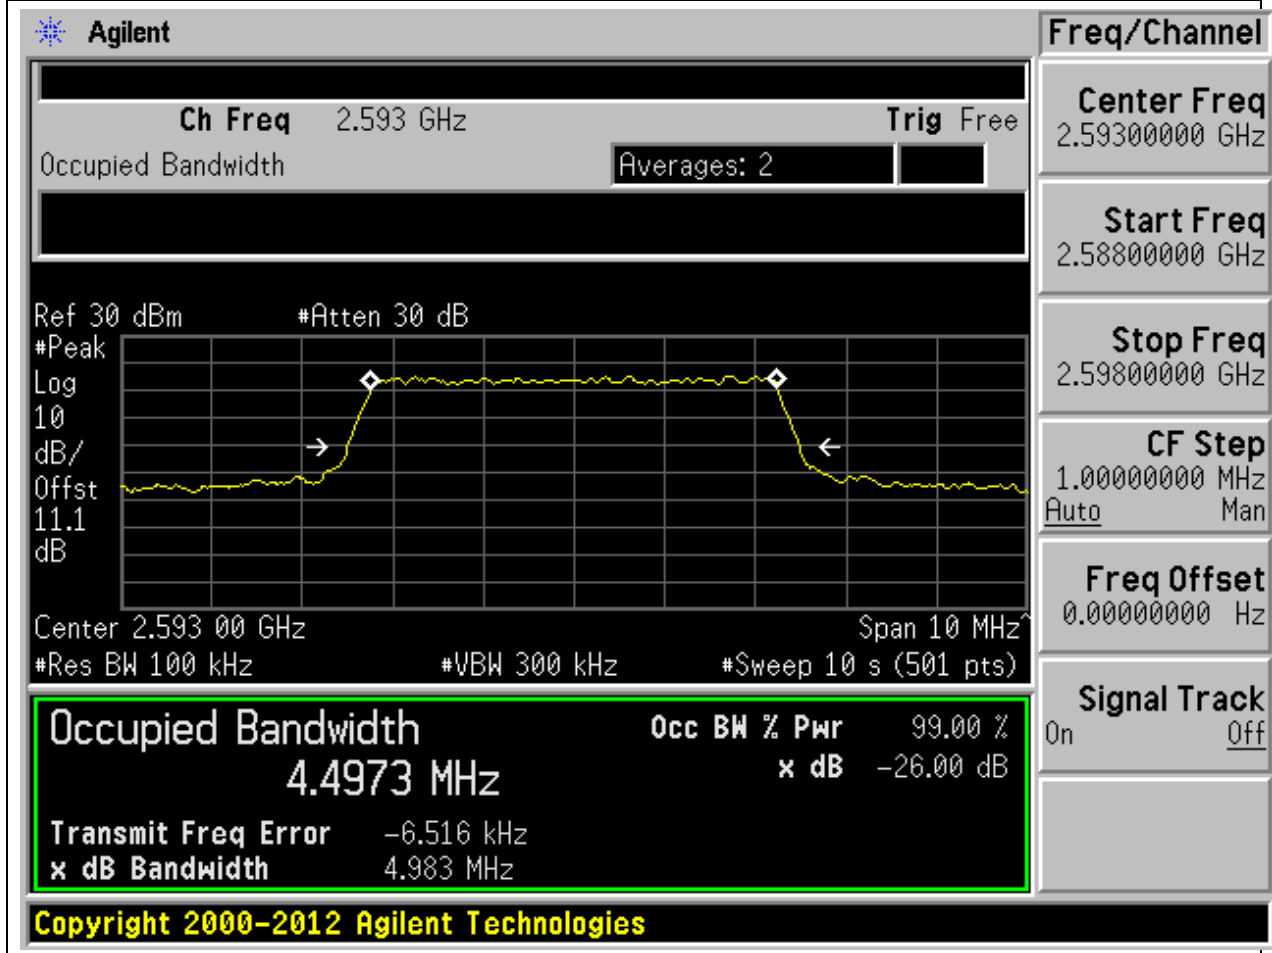 Agilent
Freq/Channel
Ch Freq 2.593 GHz Trig Free
Occupied Bandwidth Averages: 2
Center Freq
2.59300000 GHz
Start Freq
2.58800000 GHz
Stop Freq
2.59800000 GHz
CF Step
1.00000000 MHz
Auto Man
Freq Offset
0.00000000 Hz
Signal Track
On Off
Ref 30 dBm #Atten 30 dB
#Peak
Log
10
dB/
Offst
11.1
dB
Center 2.593 00 GHz Span 10 MHz^
#Res BW 100 kHz #VBW 300 kHz #Sweep 10 s (501 pts)
Occupied Bandwidth Occ BW % Pwr 99.00 %
4.4973 MHz x dB -26.00 dB
Transmit Freq Error -6.516 kHz
x dB Bandwidth 4.983 MHz
Copyright 2000-2012 Agilent Technologies